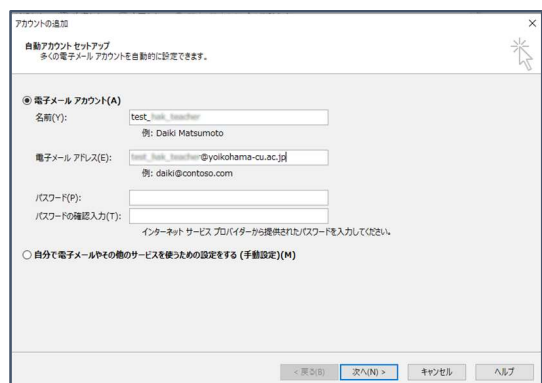 アカウントの追加
自動アカウント セットアップ
多くの電子メール アカウントを自動的に設定できます。
電子メール アカウント(A)
名前(Y): test_
例: Daiki Matsumoto
電子メール アドレス(E): @yoikohama-cu.ac.jp
例: daiki@contoso.com
パスワード(P):
パスワードの確認入力(T):
インターネット サービス プロバイダーから提供されたパスワードを入力してください。
自分で電子メールやその他のサービスを使うための設定をする (手動設定)(M)
< 戻る(B) 次へ(N) > キャンセル ヘルプ